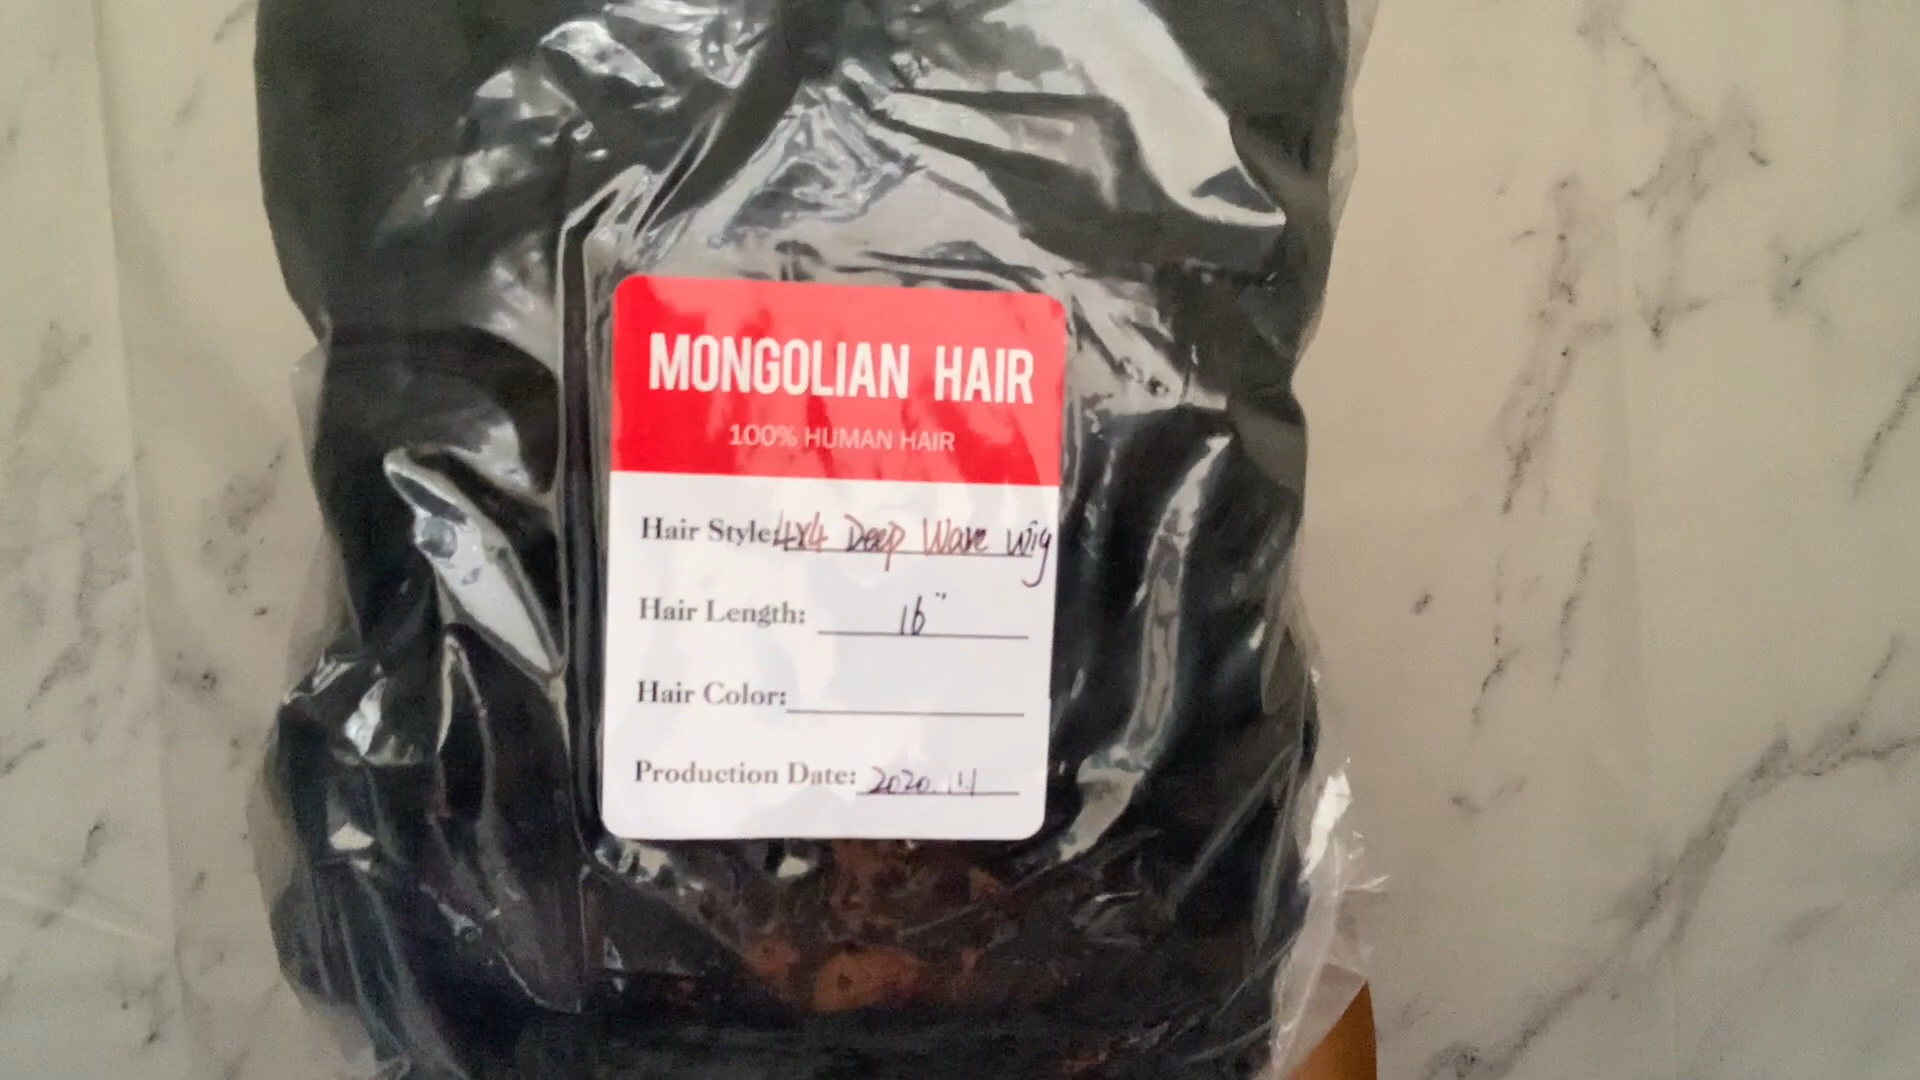 MONGOLIAN HAIR
100% HUMAN HAIR
Hair Style: 4x4 Deep Wave Wig
Hair Length: 16"
Hair Color:
Production Date: 2020.